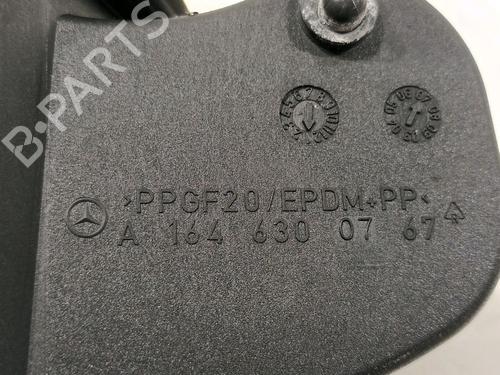 B-PARTS
>PPGF20/EPDM+PP<
A 164 630 07 67